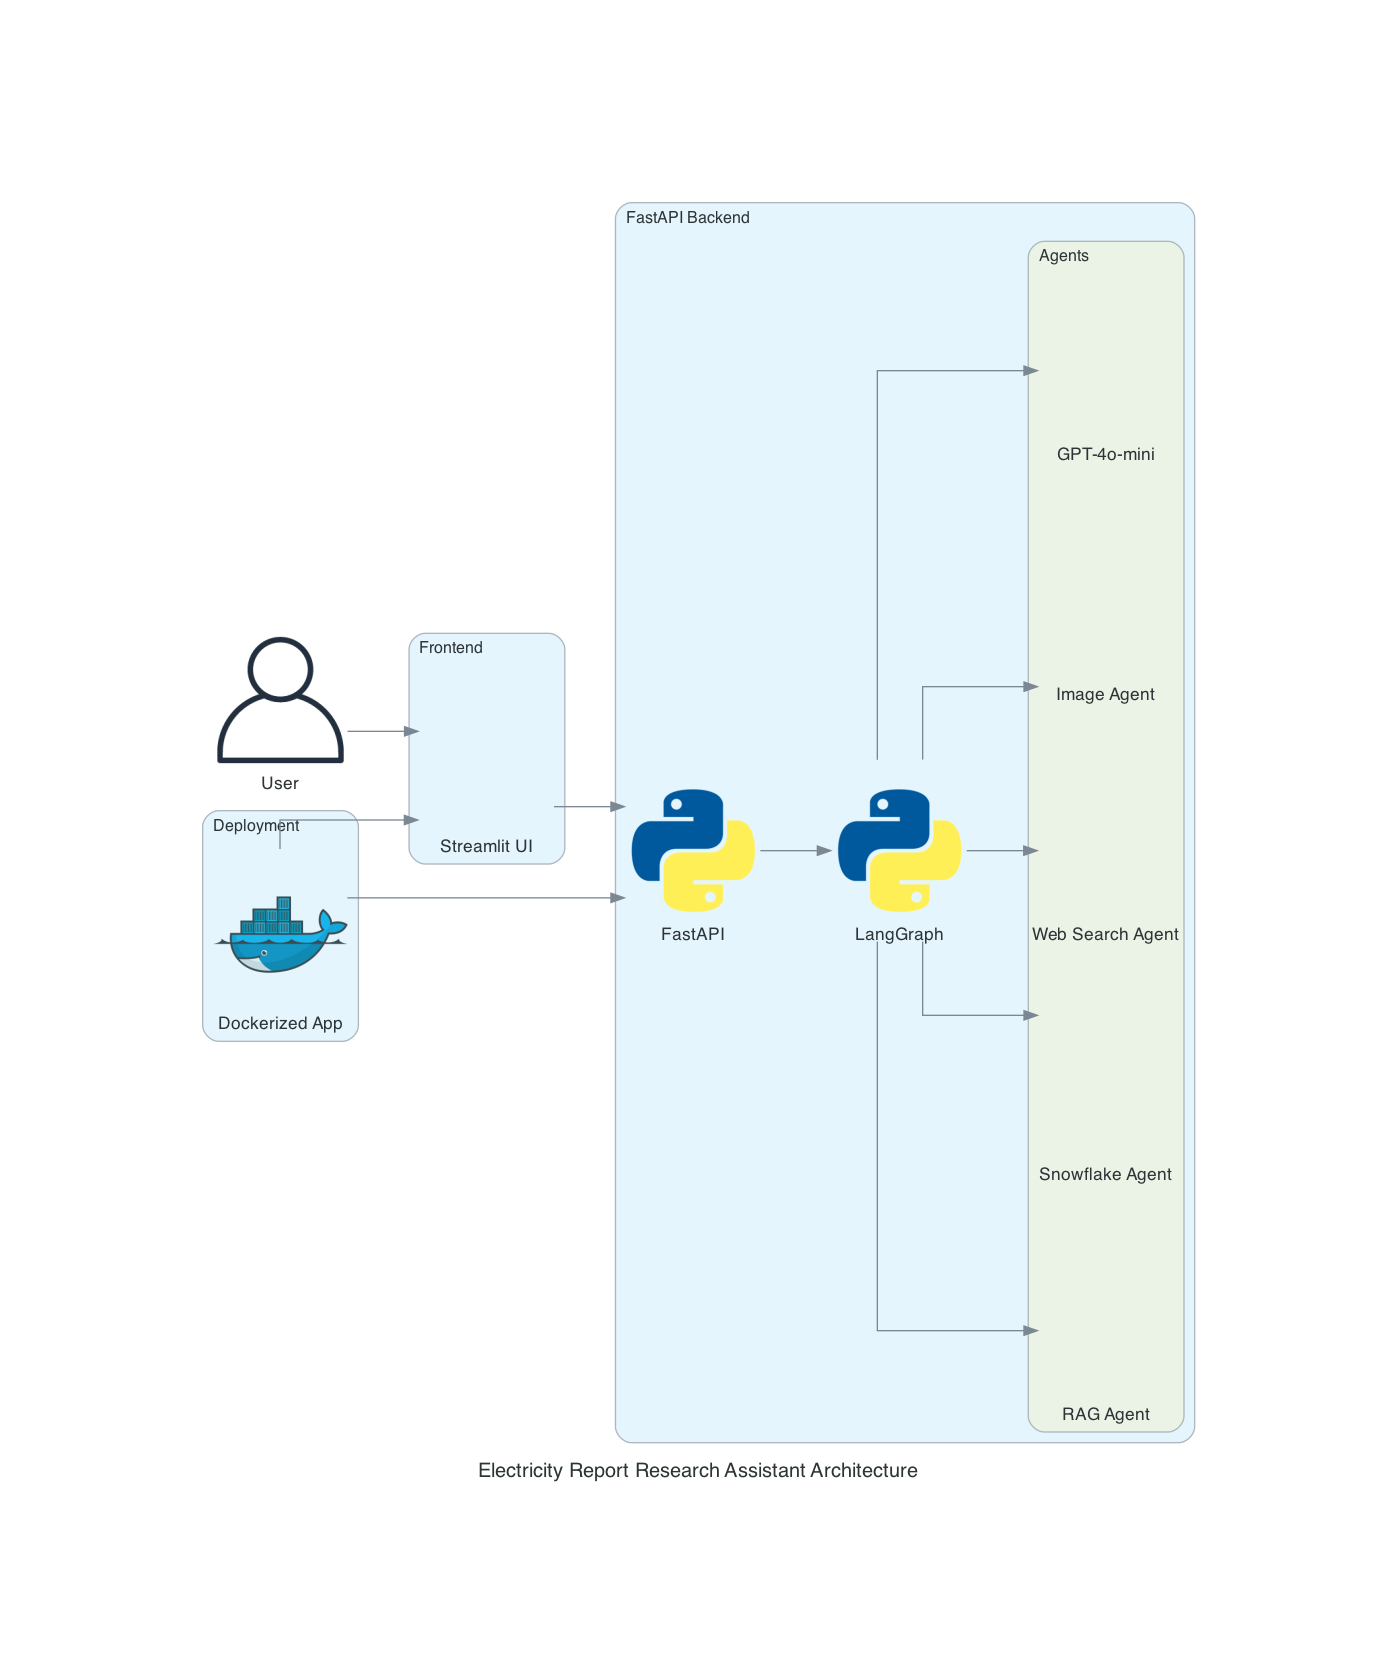 FastAPI Backend
Agents
GPT-4o-mini
Frontend
Image Agent
User
Deployment
Streamlit UI
FastAPI
LangGraph
Web Search Agent
Dockerized App
Snowflake Agent
RAG Agent
Electricity Report Research Assistant Architecture